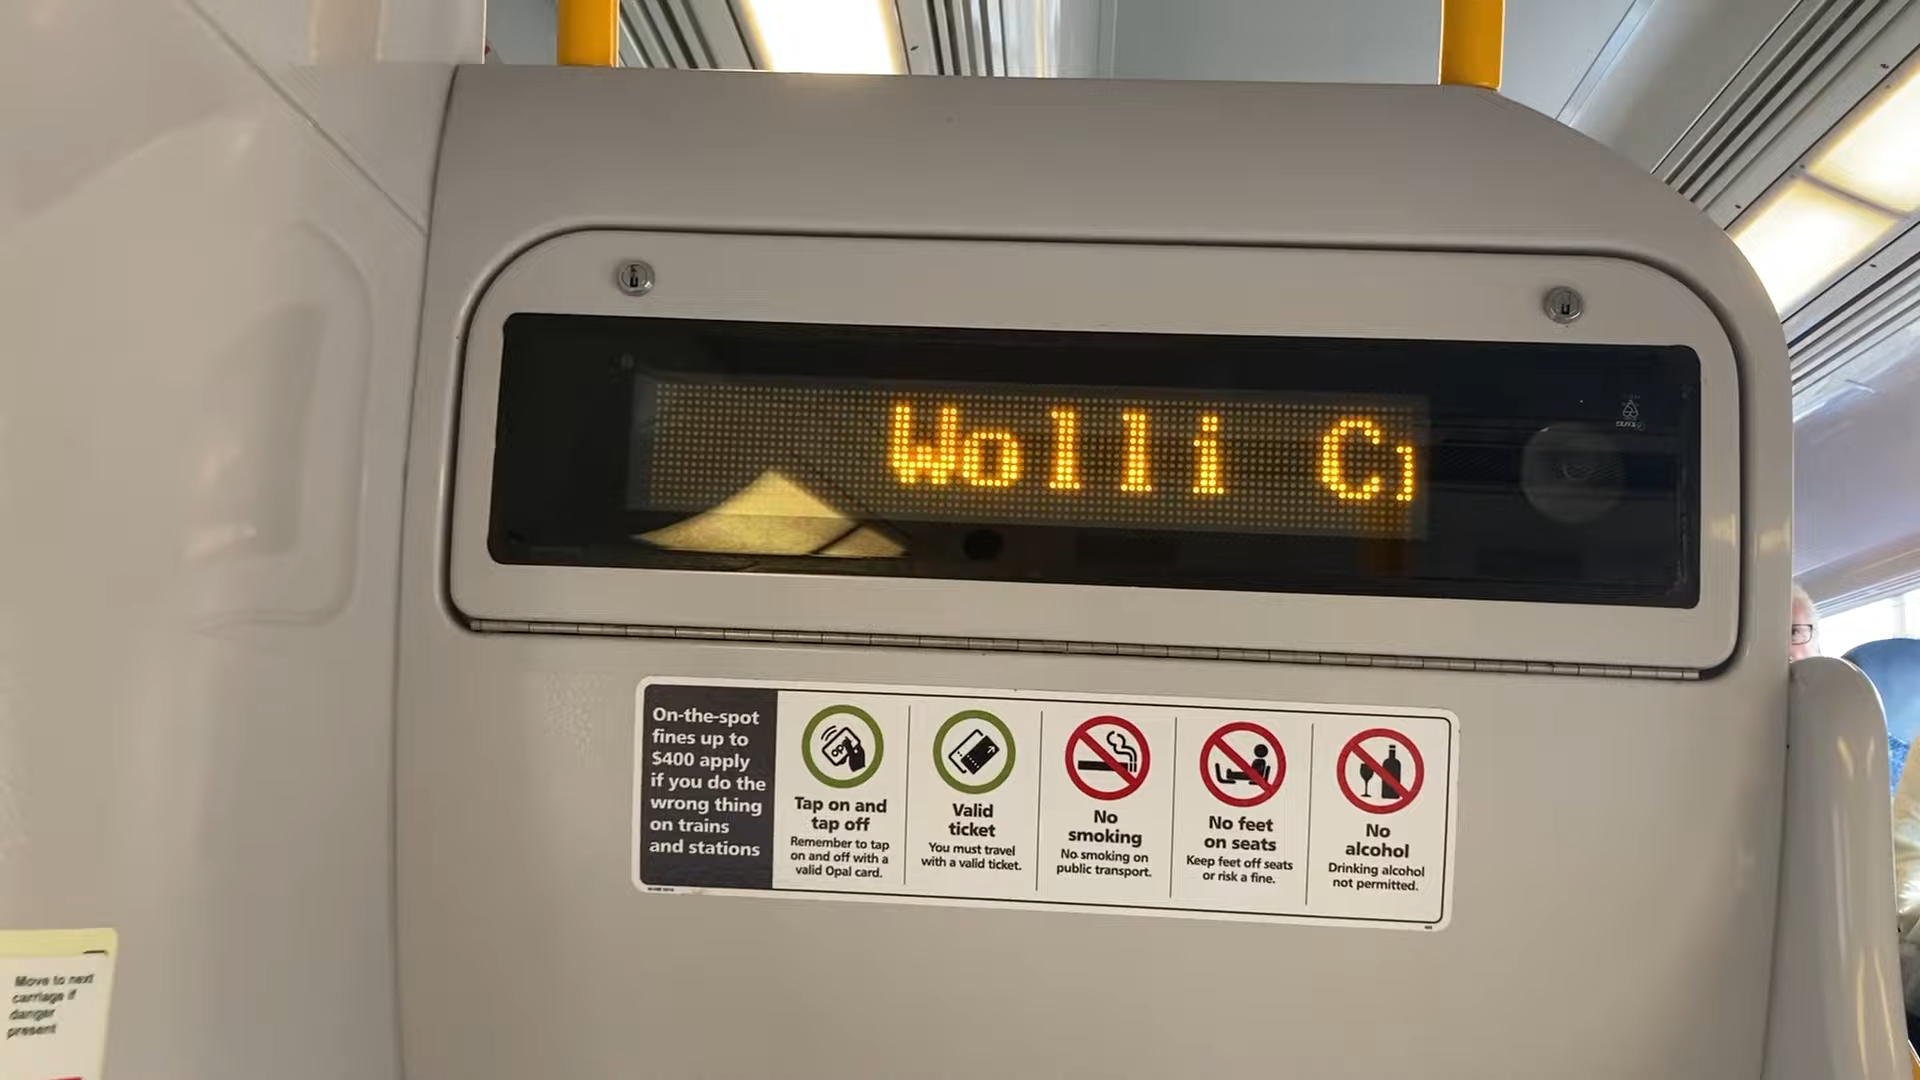 Wolli C
On-the-spot
fines up to
$400 apply
if you do the
wrong thing
on trains
and stations
Tap on and
tap off
Remember to tap
on and off with a
valid Opal card.
Valid
ticket
You must travel
with a valid ticket.
No
smoking
No smoking on
public transport.
No feet
on seats
Keep feet off seats
or risk a fine.
No
alcohol
Drinking alcohol
not permitted.
Move to next
carriage if
danger
present